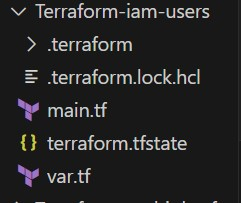 Terraform-iam-users
.terraform
.terraform.lock.hcl
main.tf
terraform.tfstate
var.tf